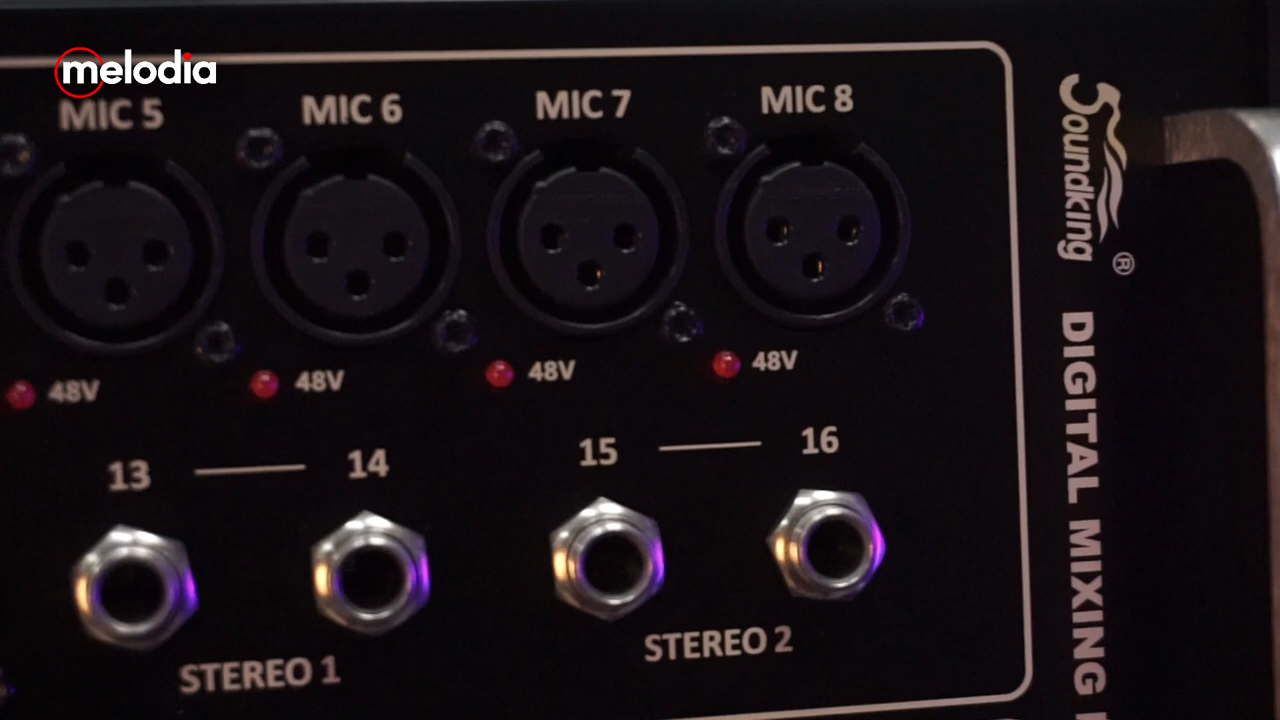 melodia
MIC 5
MIC 6
MIC 7
MIC 8
48V
48V
48V
48V
13
14
15
16
STEREO 1
STEREO 2
Soundking ®
DIGITAL MIXING